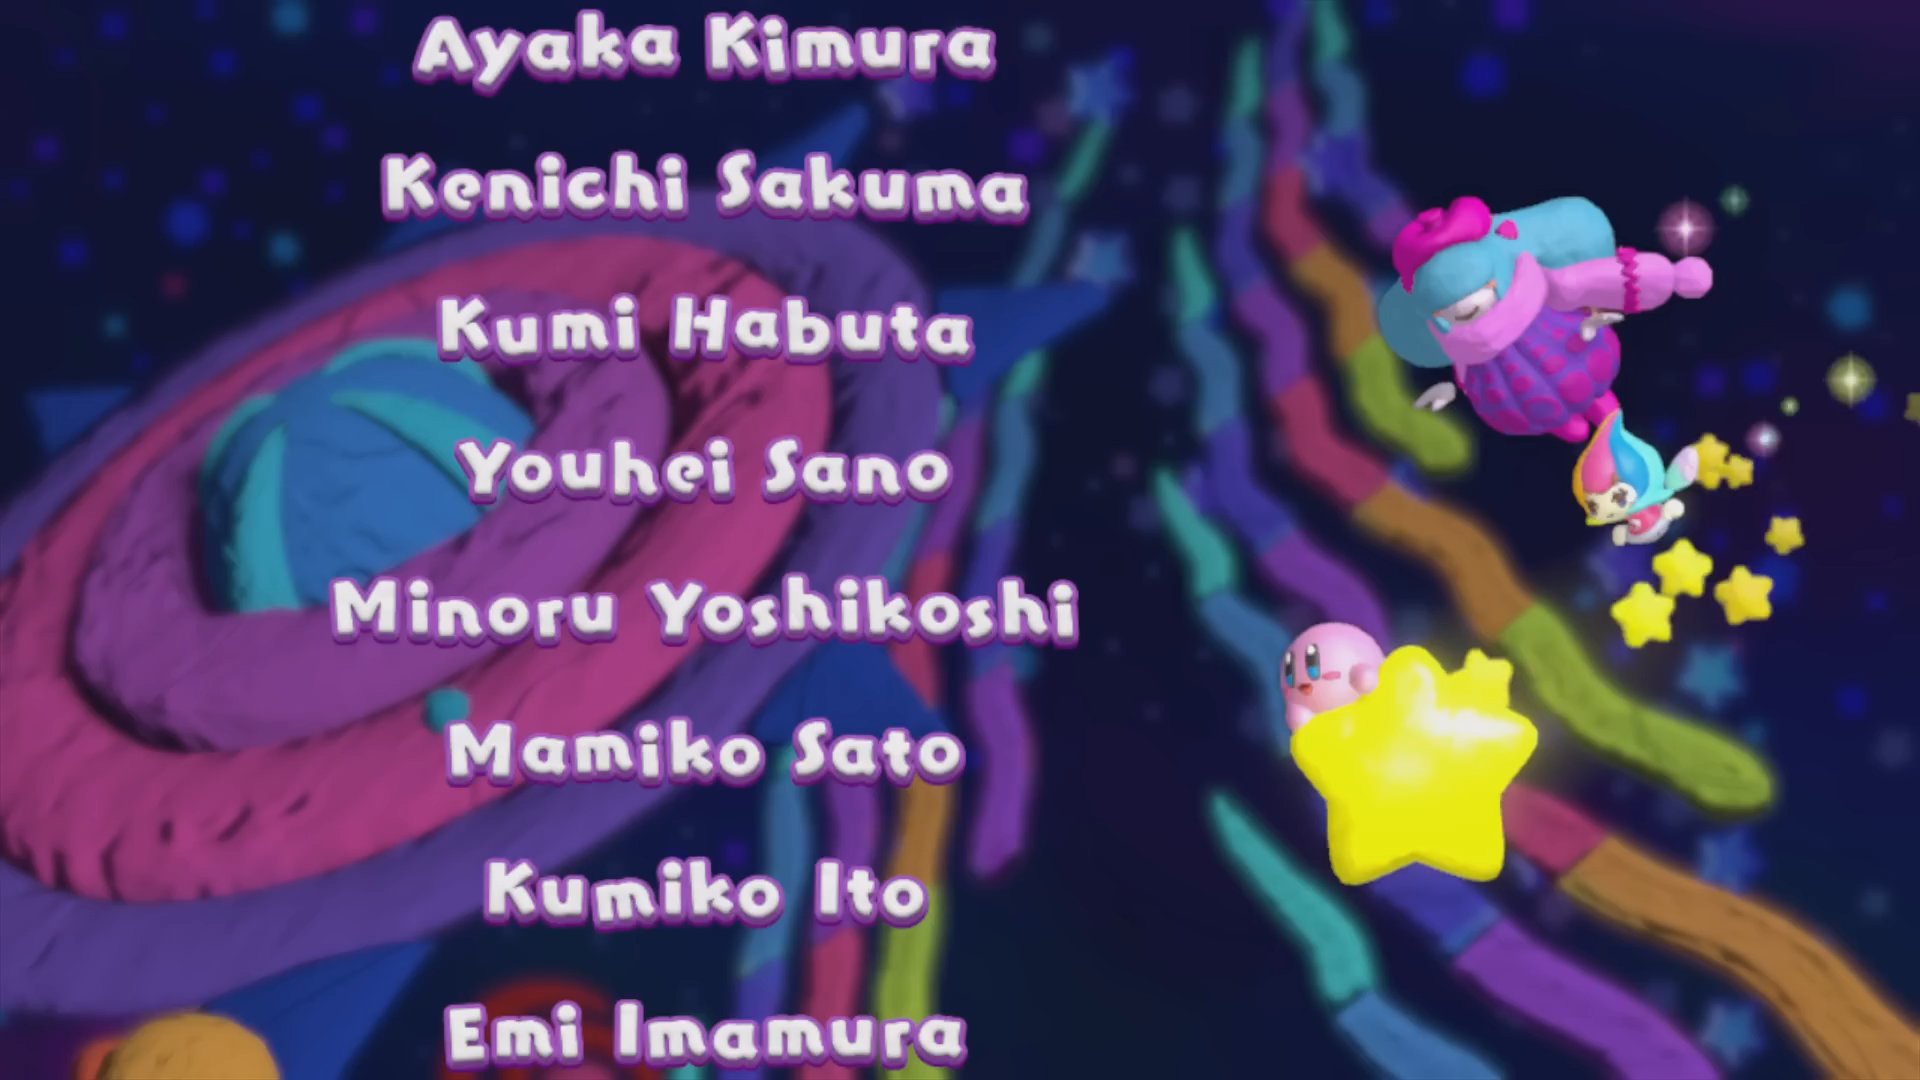 Ayaka Kimura
Kenichi Sakuma
Kumi Habuta
Youhei Sano
Minoru Yoshikoshi
Mamiko Sato
Kumiko Ito
Emi Imamura